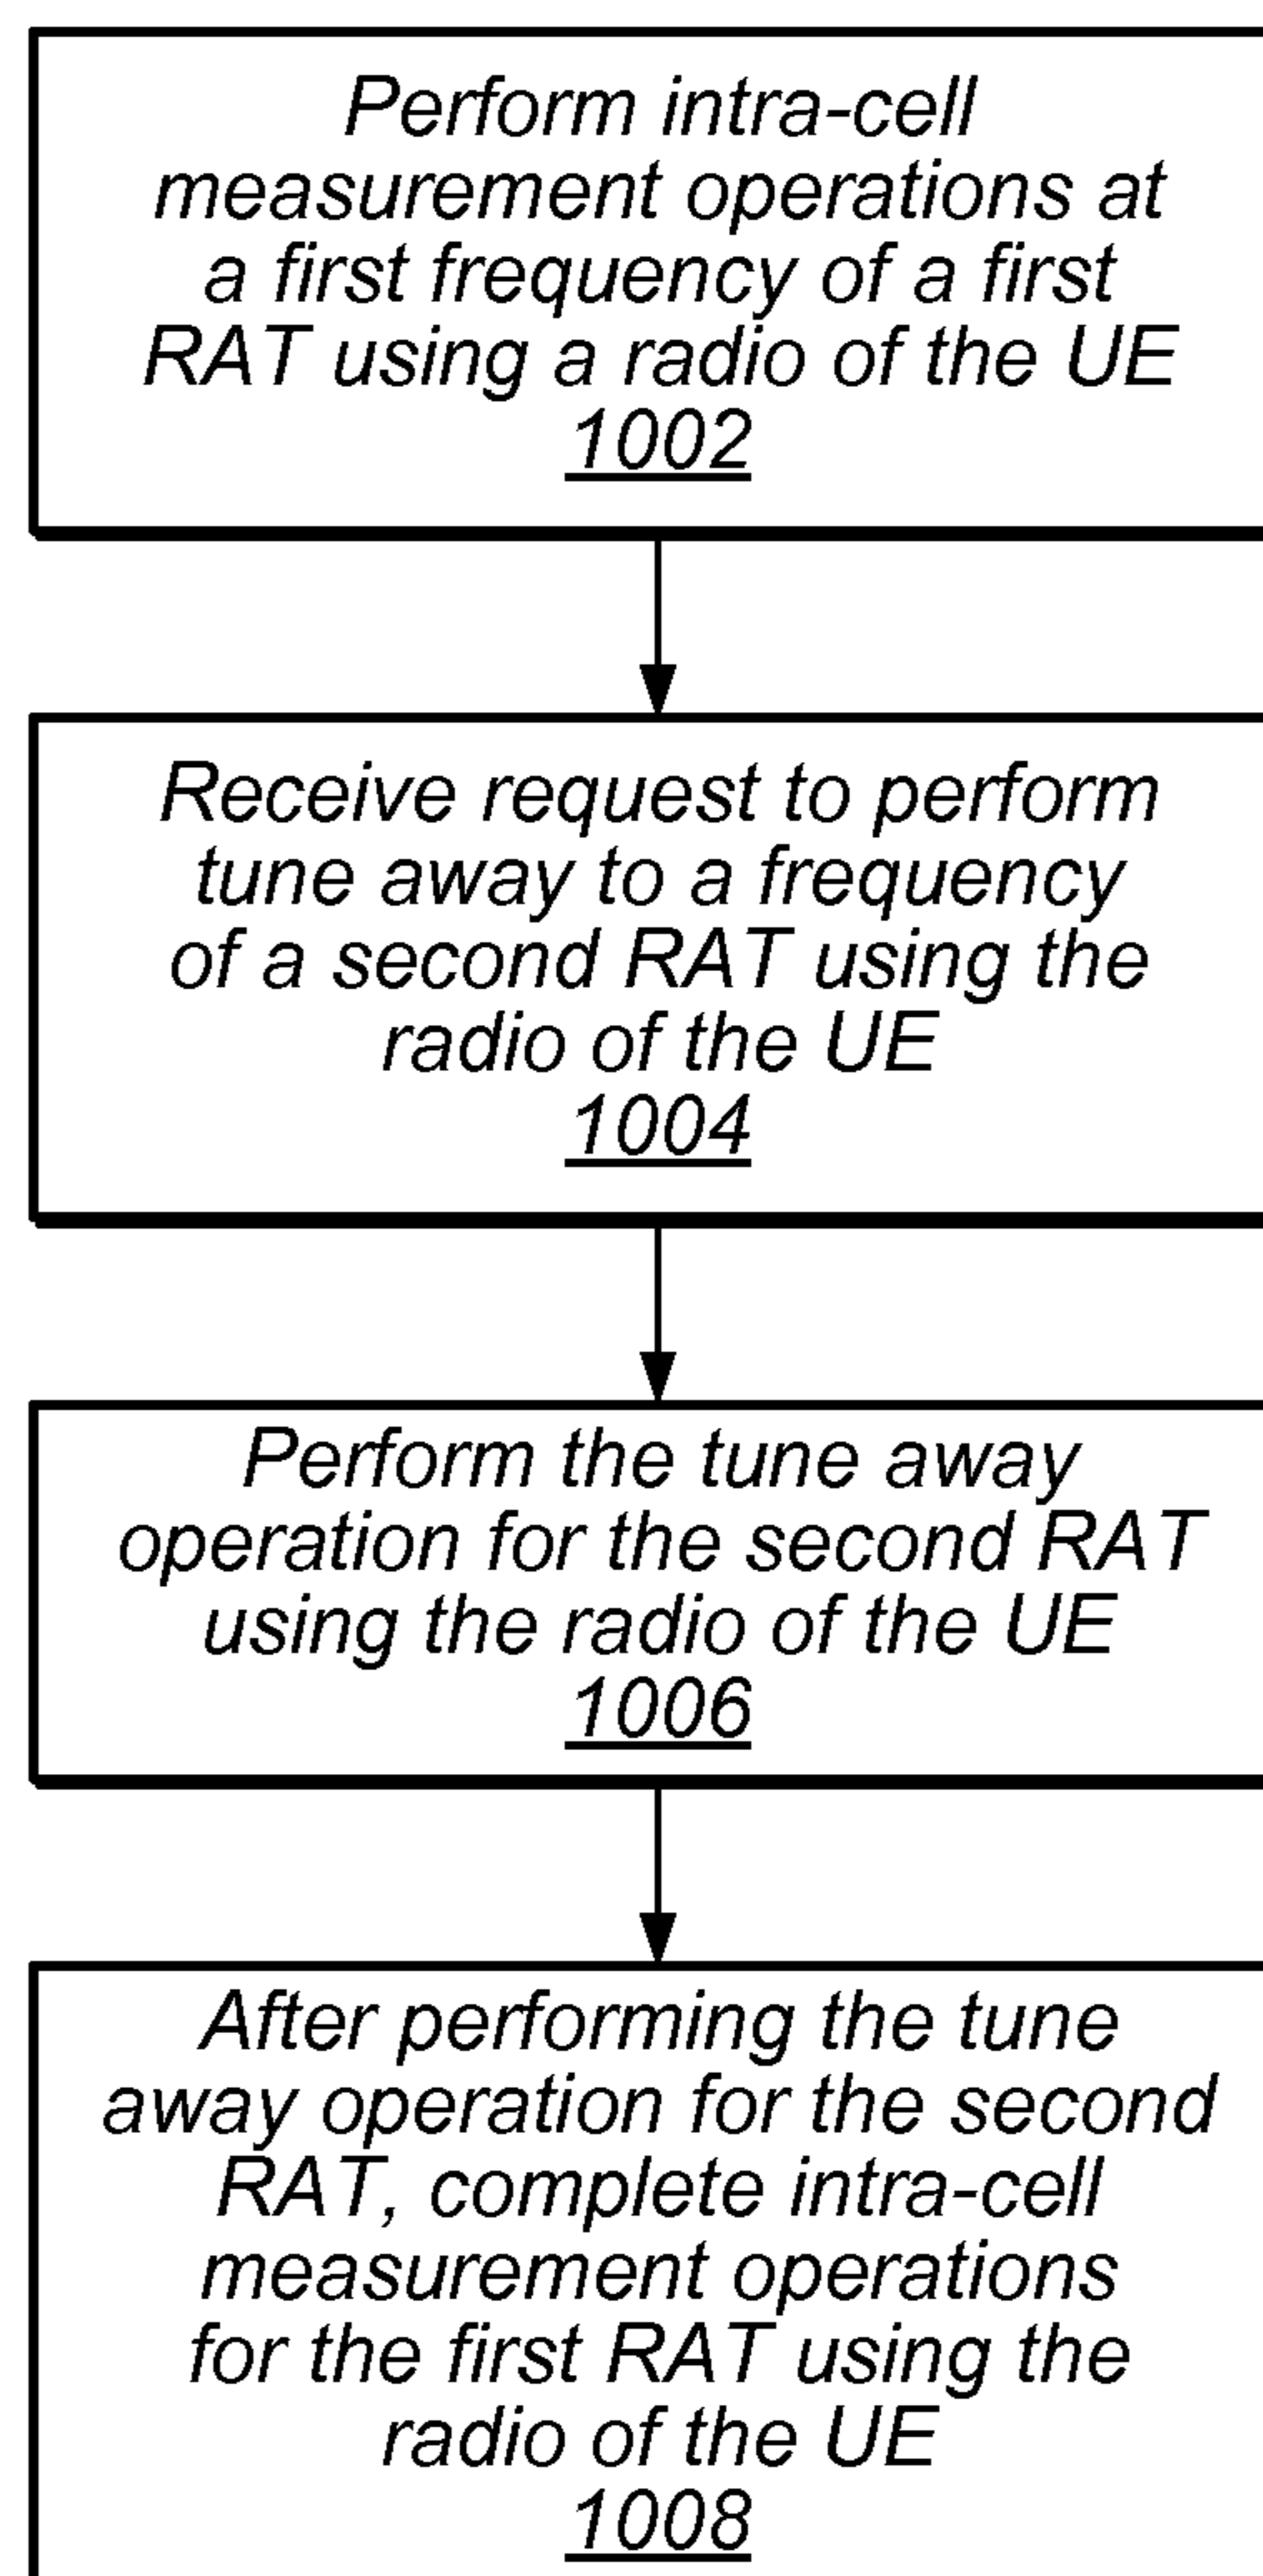 Perform intra-cell
measurement operations at
a first frequency of a first
RAT using a radio of the UE
1002
Receive request to perform
tune away to a frequency
of a second RAT using the
radio of the UE
1004
Perform the tune away
operation for the second RAT
using the radio of the UE
1006
After performing the tune
away operation for the second
RAT, complete intra-cell
measurement operations
for the first RAT using the
radio of the UE
1008